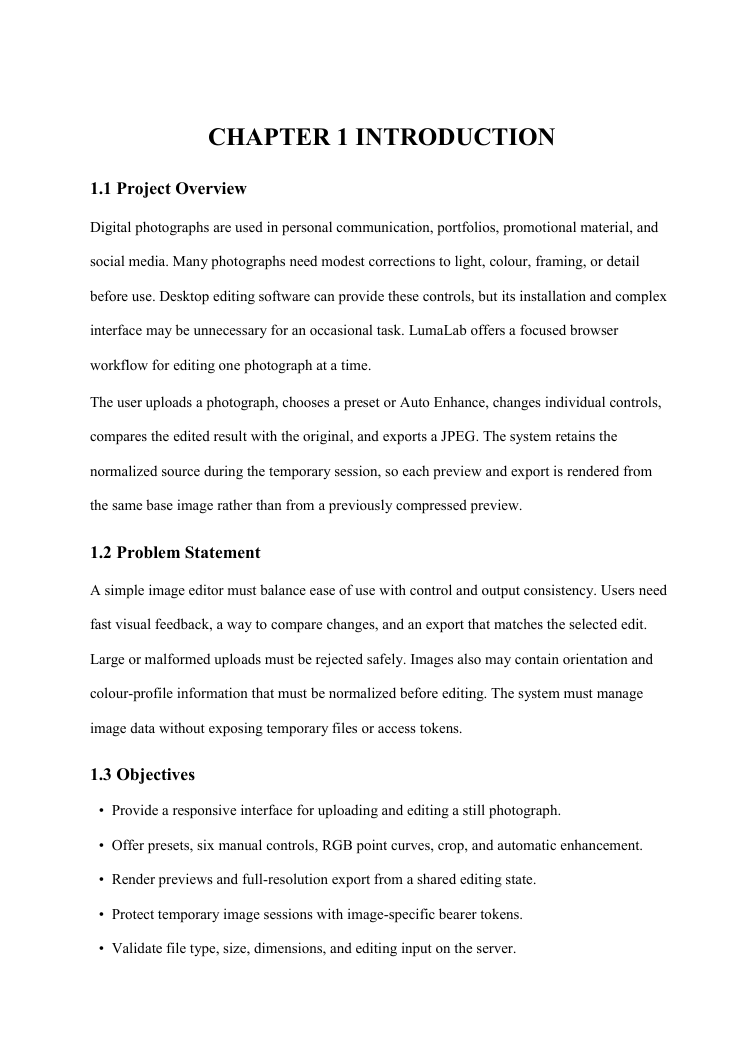 CHAPTER 1 INTRODUCTION
1.1 Project Overview
Digital photographs are used in personal communication, portfolios, promotional material, and
social media. Many photographs need modest corrections to light, colour, framing, or detail
before use. Desktop editing software can provide these controls, but its installation and complex
interface may be unnecessary for an occasional task. LumaLab offers a focused browser
workflow for editing one photograph at a time.
The user uploads a photograph, chooses a preset or Auto Enhance, changes individual controls,
compares the edited result with the original, and exports a JPEG. The system retains the
normalized source during the temporary session, so each preview and export is rendered from
the same base image rather than from a previously compressed preview.
1.2 Problem Statement
A simple image editor must balance ease of use with control and output consistency. Users need
fast visual feedback, a way to compare changes, and an export that matches the selected edit.
Large or malformed uploads must be rejected safely. Images also may contain orientation and
colour-profile information that must be normalized before editing. The system must manage
image data without exposing temporary files or access tokens.
1.3 Objectives
• Provide a responsive interface for uploading and editing a still photograph.
• Offer presets, six manual controls, RGB point curves, crop, and automatic enhancement.
• Render previews and full-resolution export from a shared editing state.
• Protect temporary image sessions with image-specific bearer tokens.
• Validate file type, size, dimensions, and editing input on the server.